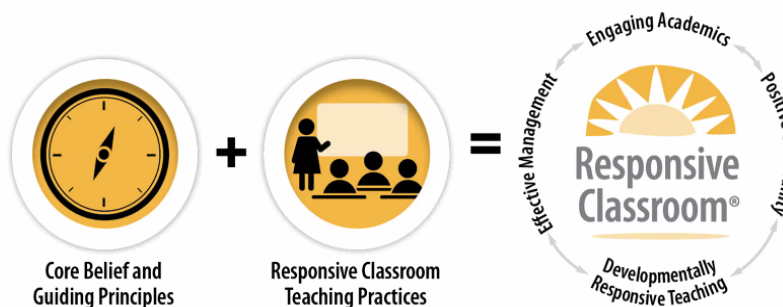 Core Belief and
Guiding Principles
+
Responsive Classroom
Teaching Practices
=
Engaging Academics
Effective Management
Developmentally
Responsive Teaching
Responsive
Classroom®